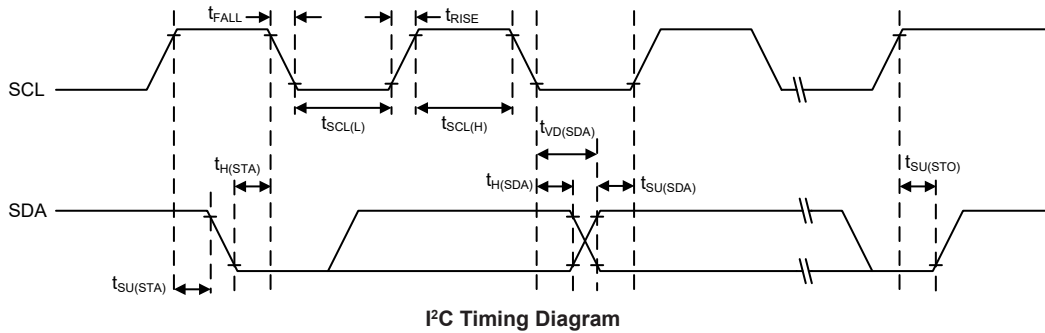 tFALL
tRISE
SCL
tSCL(L)
tSCL(H)
tVD(SDA)
tH(STA)
tH(SDA)
tSU(SDA)
tSU(STO)
SDA
tSU(STA)
I²C Timing Diagram